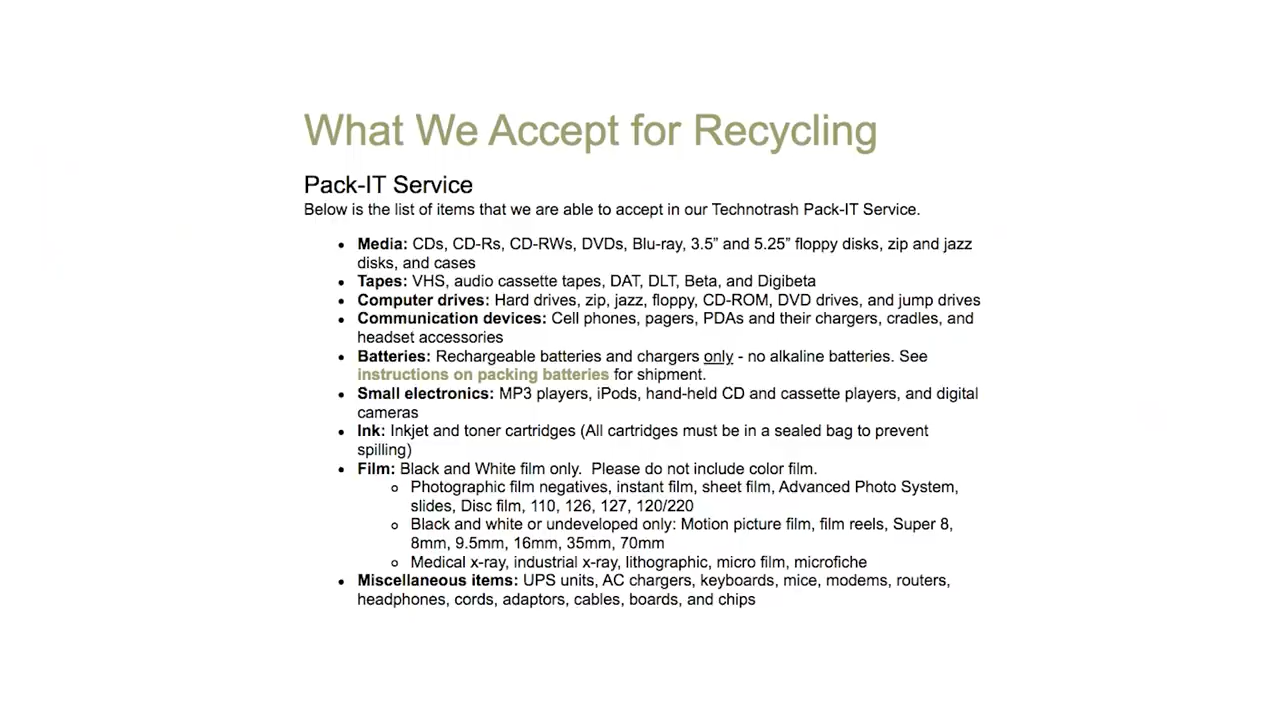 What We Accept for Recycling
Pack-IT Service
Below is the list of items that we are able to accept in our Technotrash Pack-IT Service.
• Media: CDs, CD-Rs, CD-RWs, DVDs, Blu-ray, 3.5” and 5.25” floppy disks, zip and jazz
disks, and cases
• Tapes: VHS, audio cassette tapes, DAT, DLT, Beta, and Digibeta
• Computer drives: Hard drives, zip, jazz, floppy, CD-ROM, DVD drives, and jump drives
• Communication devices: Cell phones, pagers, PDAs and their chargers, cradles, and
headset accessories
• Batteries: Rechargeable batteries and chargers only - no alkaline batteries. See
instructions on packing batteries for shipment.
• Small electronics: MP3 players, iPods, hand-held CD and cassette players, and digital
cameras
• Ink: Inkjet and toner cartridges (All cartridges must be in a sealed bag to prevent
spilling)
• Film: Black and White film only.  Please do not include color film.
◦ Photographic film negatives, instant film, sheet film, Advanced Photo System,
slides, Disc film, 110, 126, 127, 120/220
◦ Black and white or undeveloped only: Motion picture film, film reels, Super 8,
8mm, 9.5mm, 16mm, 35mm, 70mm
◦ Medical x-ray, industrial x-ray, lithographic, micro film, microfiche
• Miscellaneous items: UPS units, AC chargers, keyboards, mice, modems, routers,
headphones, cords, adaptors, cables, boards, and chips